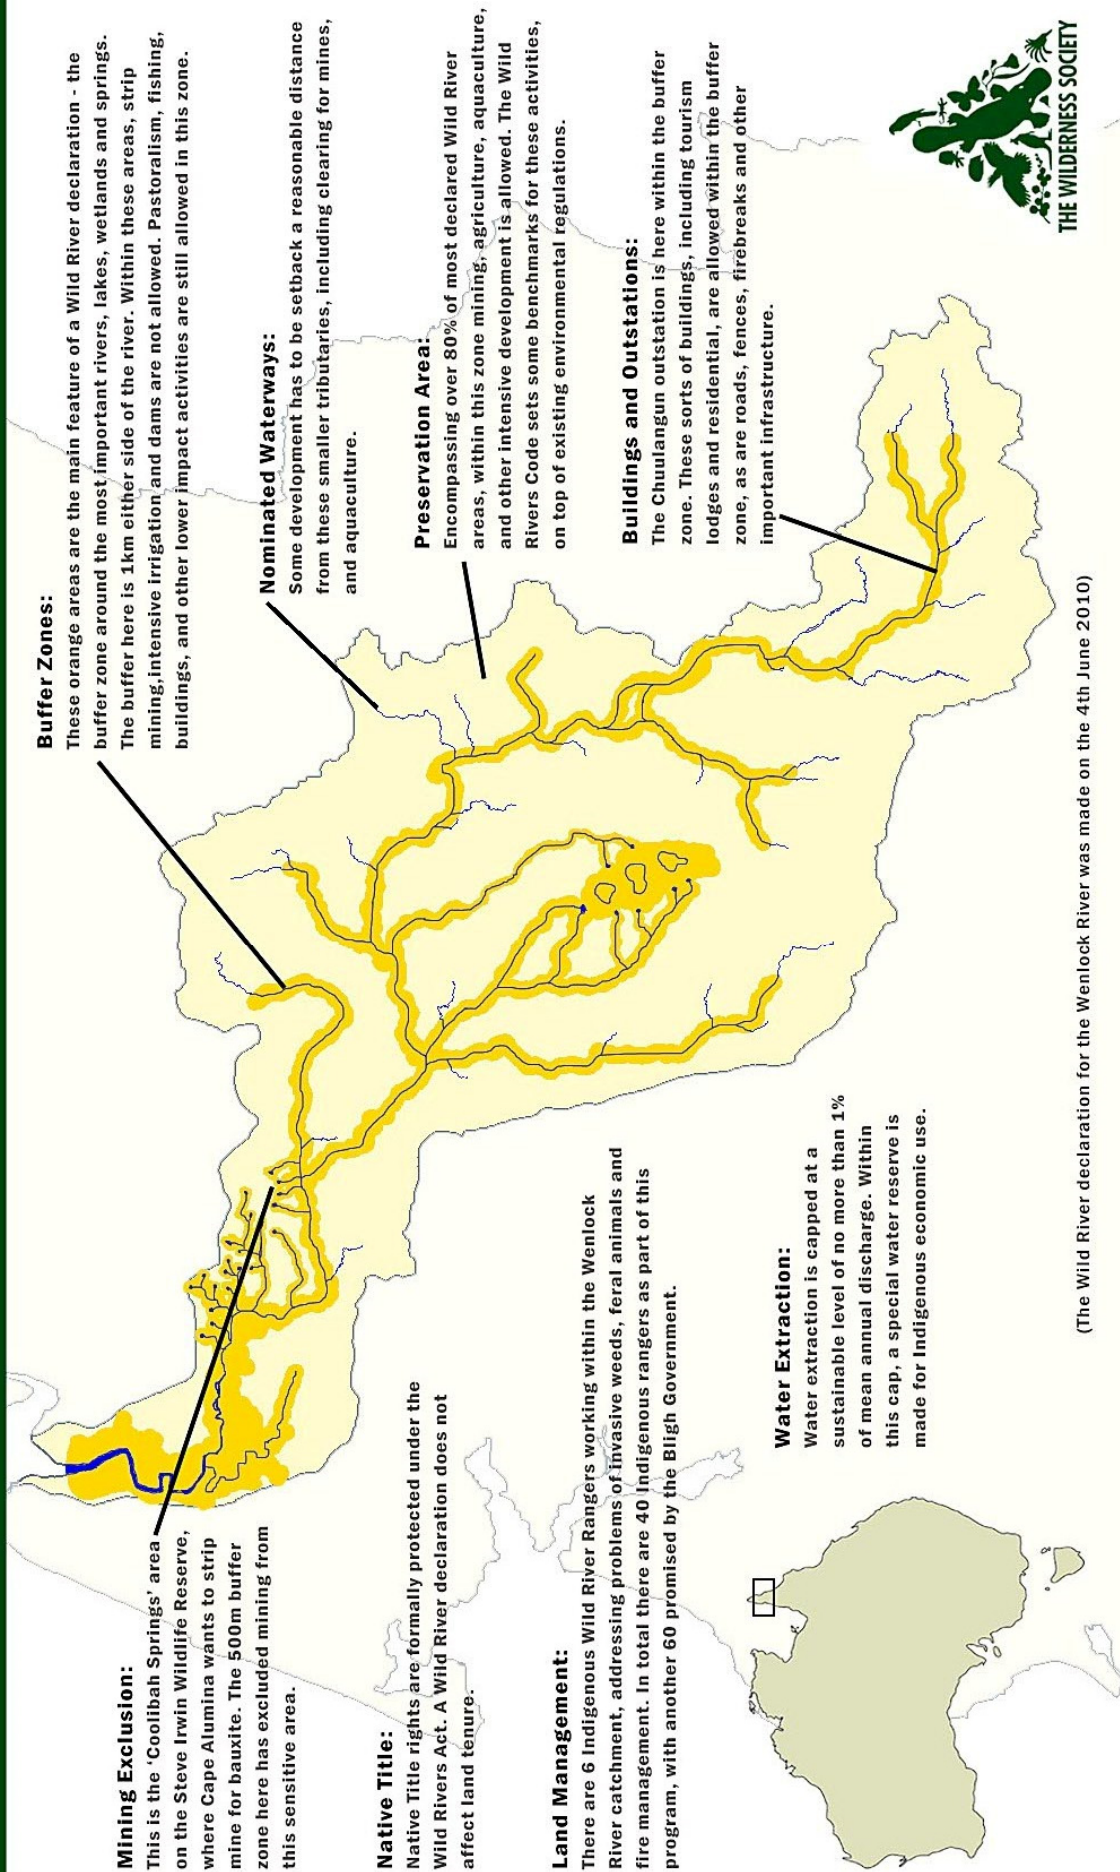 Buffer Zones:
These orange areas are the main feature of a Wild River declaration - the
buffer zone around the most important rivers, lakes, wetlands and springs.
The buffer here is 1km either side of the river. Within these areas, strip
mining,intensive irrigation and dams are not allowed. Pastoralism, fishing,
buildings, and other lower impact activities are still allowed in this zone.
Mining Exclusion:
This is the 'Coolibah Springs' area
on the Steve Irwin Wildlife Reserve,
where Cape Alumina wants to strip
mine for bauxite. The 500m buffer
zone here has excluded mining from
this sensitive area.
Nominated Waterways:
Some development has to be setback a reasonable distance
from these smaller tributaries, including clearing for mines,
and aquaculture.
Native Title:
Native Title rights are formally protected under the
Wild Rivers Act. A Wild River declaration does not
affect land tenure.
Preservation Area:
Encompassing over 80% of most declared Wild River
areas, within this zone mining, agriculture, aquaculture,
and other intensive development is allowed. The Wild
Rivers Code sets some benchmarks for these activities,
on top of existing environmental regulations.
Land Management:
There are 6 Indigenous Wild River Rangers working within the Wenlock
River catchment, addressing problems of invasive weeds, feral animals and
fire management. In total there are 40 Indigenous rangers as part of this
program, with another 60 promised by the Bligh Government.
Buildings and Outstations:
The Chuulangun outstation is here within the buffer
zone. These sorts of buildings, including tourism
lodges and residential, are allowed within the buffer
zone, as are roads, fences, firebreaks and other
important infrastructure.
Water Extraction:
Water extraction is capped at a
sustainable level of no more than 1%
of mean annual discharge. Within
this cap, a special water reserve is
made for Indigenous economic use.
(The Wild River declaration for the Wenlock River was made on the 4th June 2010)
THE WILDERNESS SOCIETY